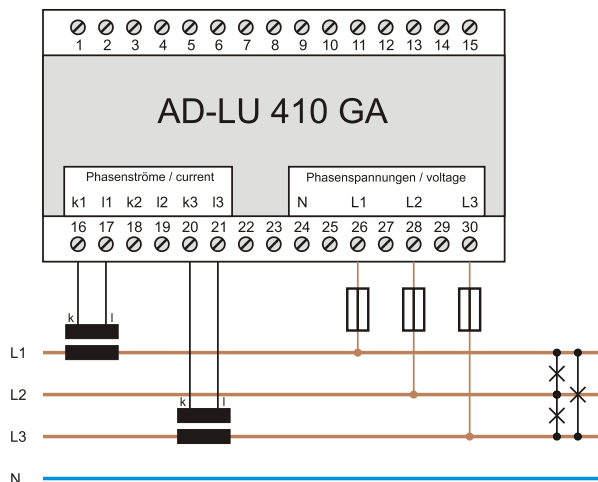 1 2 3 4 5 6 7 8 9 10 11 12 13 14 15
AD-LU 410 GA
Phasenströme / current
Phasenspannungen / voltage
k1 l1 k2 l2 k3 l3
N L1 L2 L3
16 17 18 19 20 21 22 23 24 25 26 27 28 29 30
k l
L1
L2
k l
L3
N